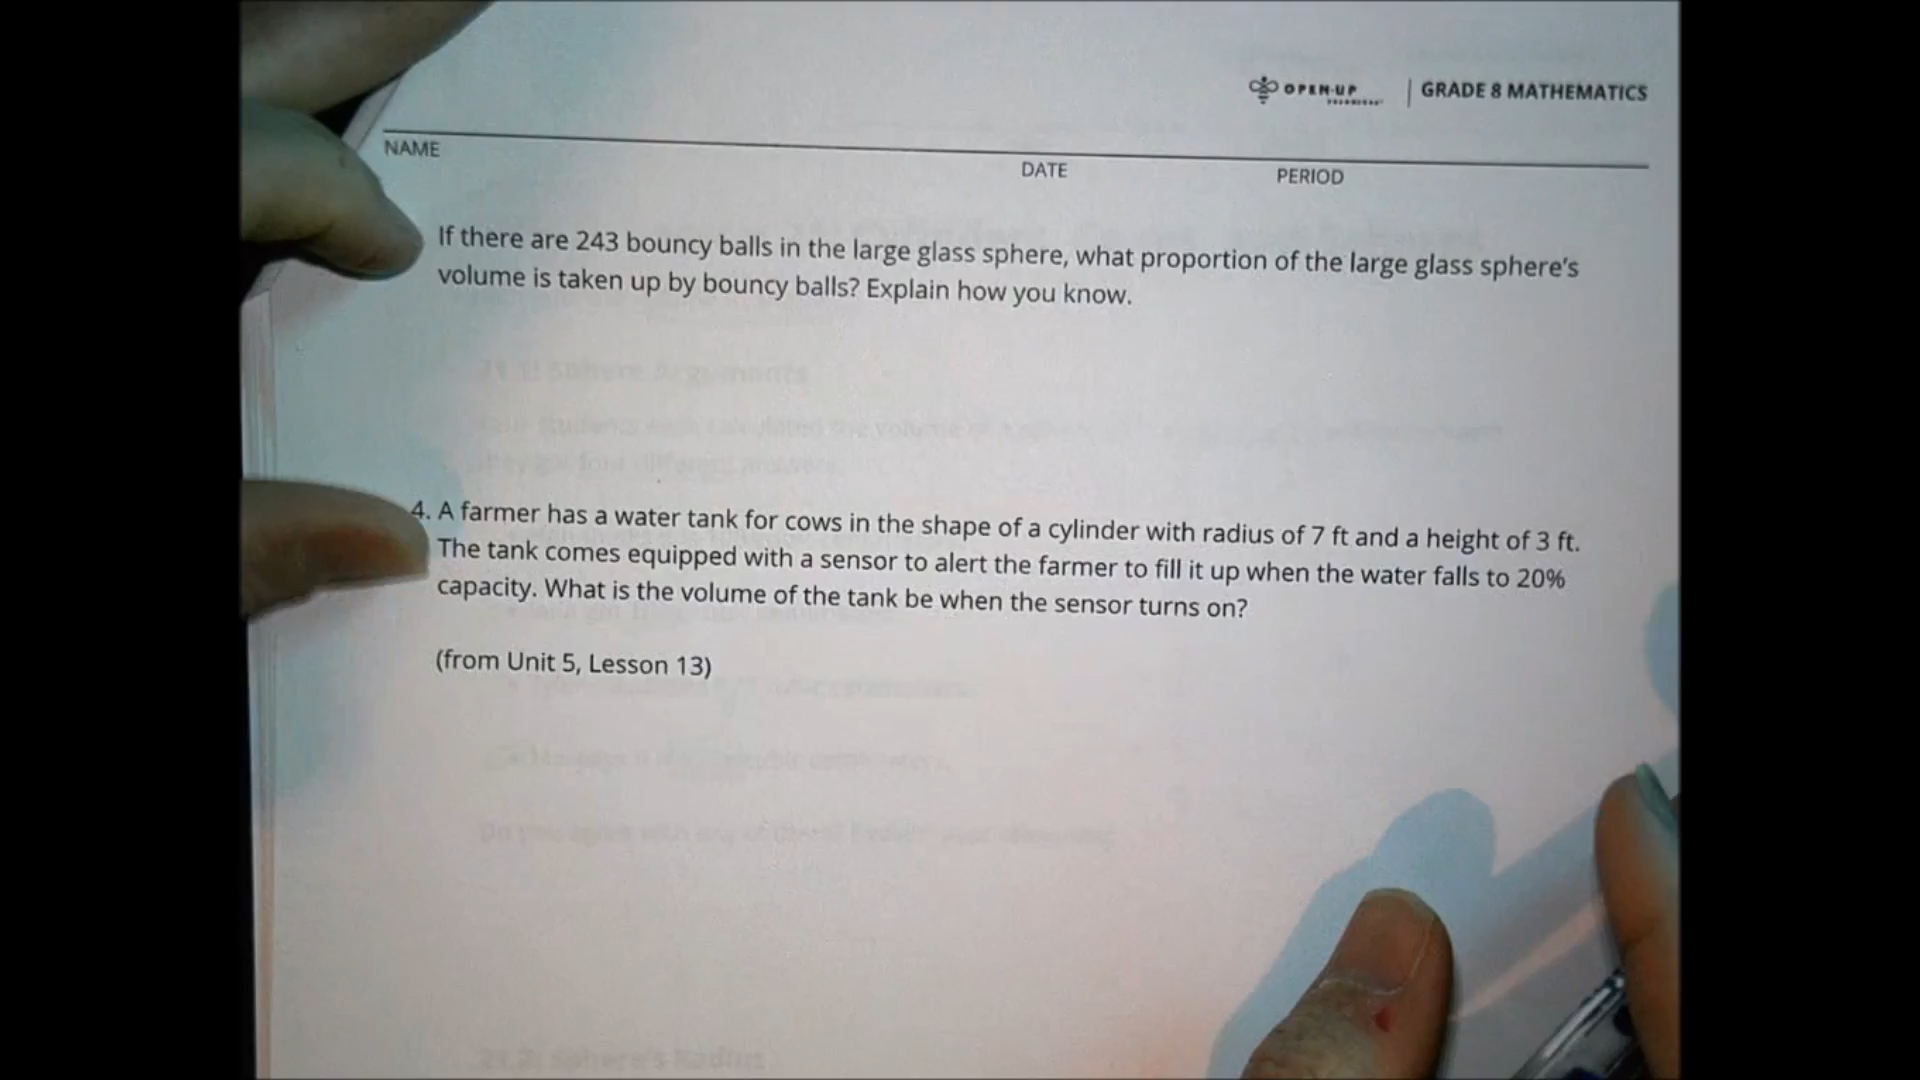 OPEN-UP | GRADE 8 MATHEMATICS
NAME DATE PERIOD
If there are 243 bouncy balls in the large glass sphere, what proportion of the large glass sphere's
volume is taken up by bouncy balls? Explain how you know.
4. A farmer has a water tank for cows in the shape of a cylinder with radius of 7 ft and a height of 3 ft.
The tank comes equipped with a sensor to alert the farmer to fill it up when the water falls to 20%
capacity. What is the volume of the tank be when the sensor turns on?
(from Unit 5, Lesson 13)